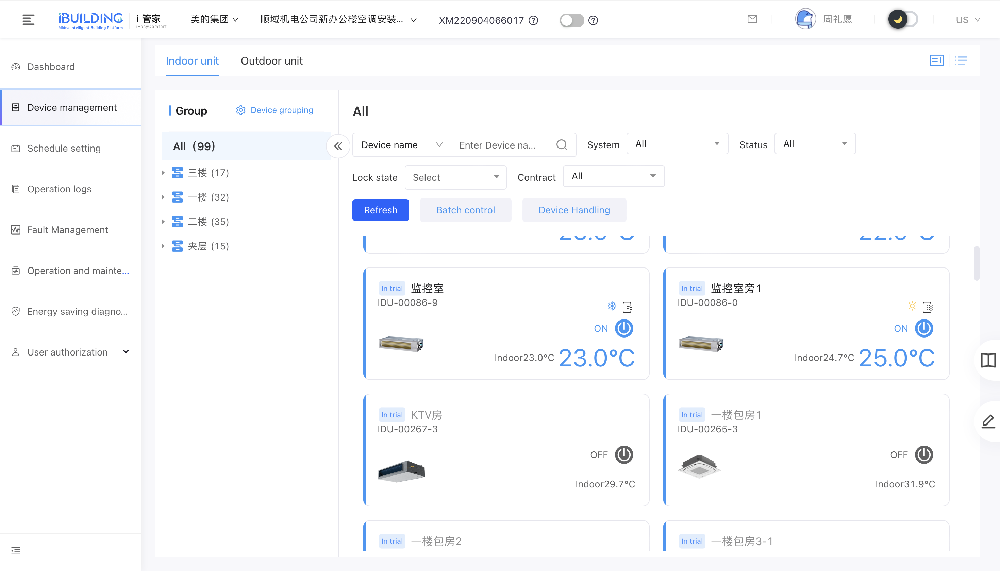 iBUILDING
Midea Intelligent Building Platform
i 管家
iEasyComfort
美的集团
顺域机电公司新办公楼空调安装...
XM220904066017
周礼愿
US
Dashboard
Device management
Schedule setting
Operation logs
Fault Management
Operation and mainte...
Energy saving diagno...
User authorization
Indoor unit
Outdoor unit
Group
Device grouping
All（99）
三楼 (17)
一楼 (32)
二楼 (35)
夹层 (15)
All
Device name
Enter Device na...
System
All
Status
All
Lock state
Select
Contract
All
Refresh
Batch control
Device Handling
In trial 监控室
IDU-00086-9
ON
Indoor23.0°C 23.0°C
In trial 监控室旁1
IDU-00086-0
ON
Indoor24.7°C 25.0°C
In trial KTV房
IDU-00267-3
OFF
Indoor29.7°C
In trial 一楼包房1
IDU-00265-3
OFF
Indoor31.9°C
In trial 一楼包房2
In trial 一楼包房3-1